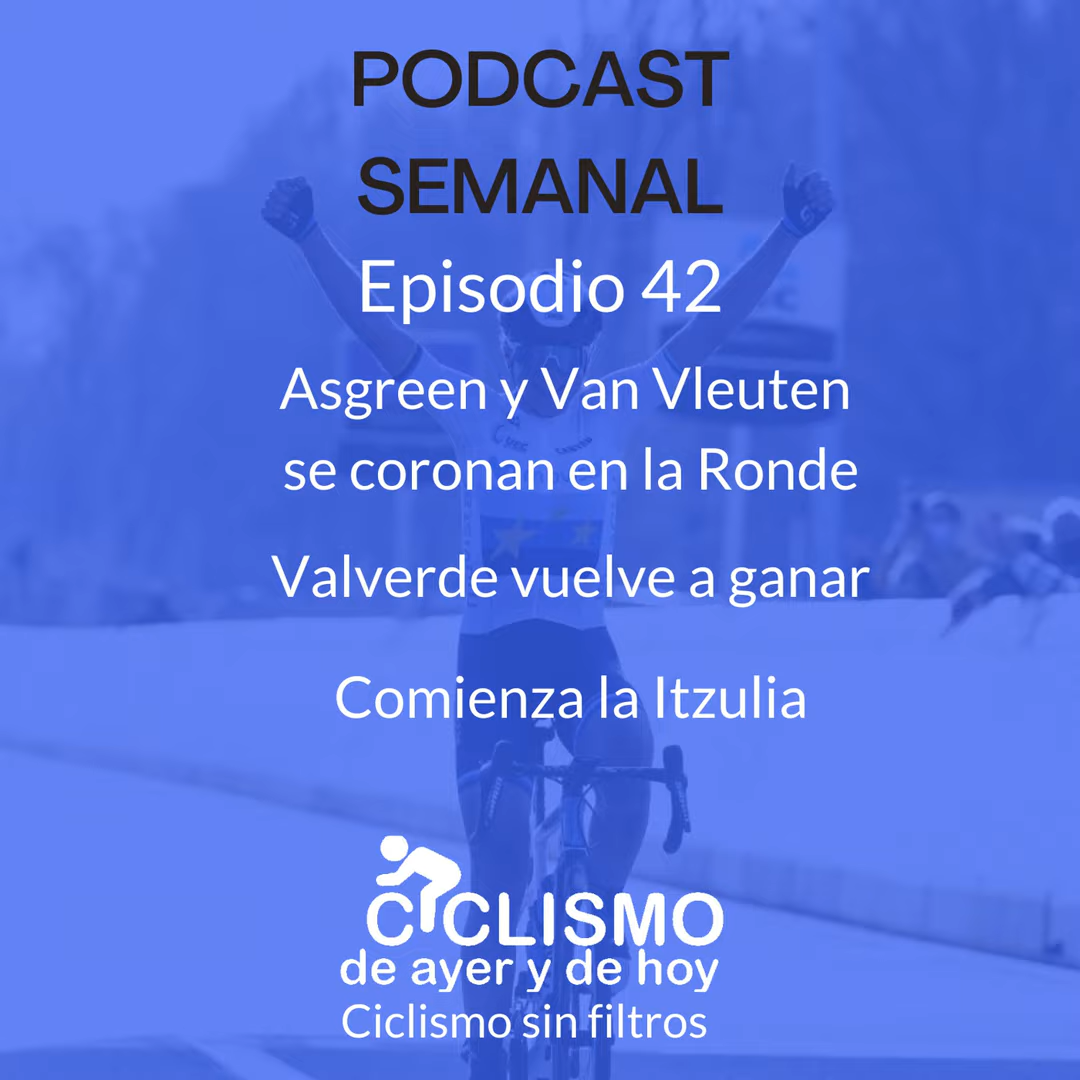 PODCAST
SEMANAL
Episodio 42
Asgreen y Van Vleuten
se coronan en la Ronde
Valverde vuelve a ganar
Comienza la Itzulia
CICLISMO
de ayer y de hoy
Ciclismo sin filtros